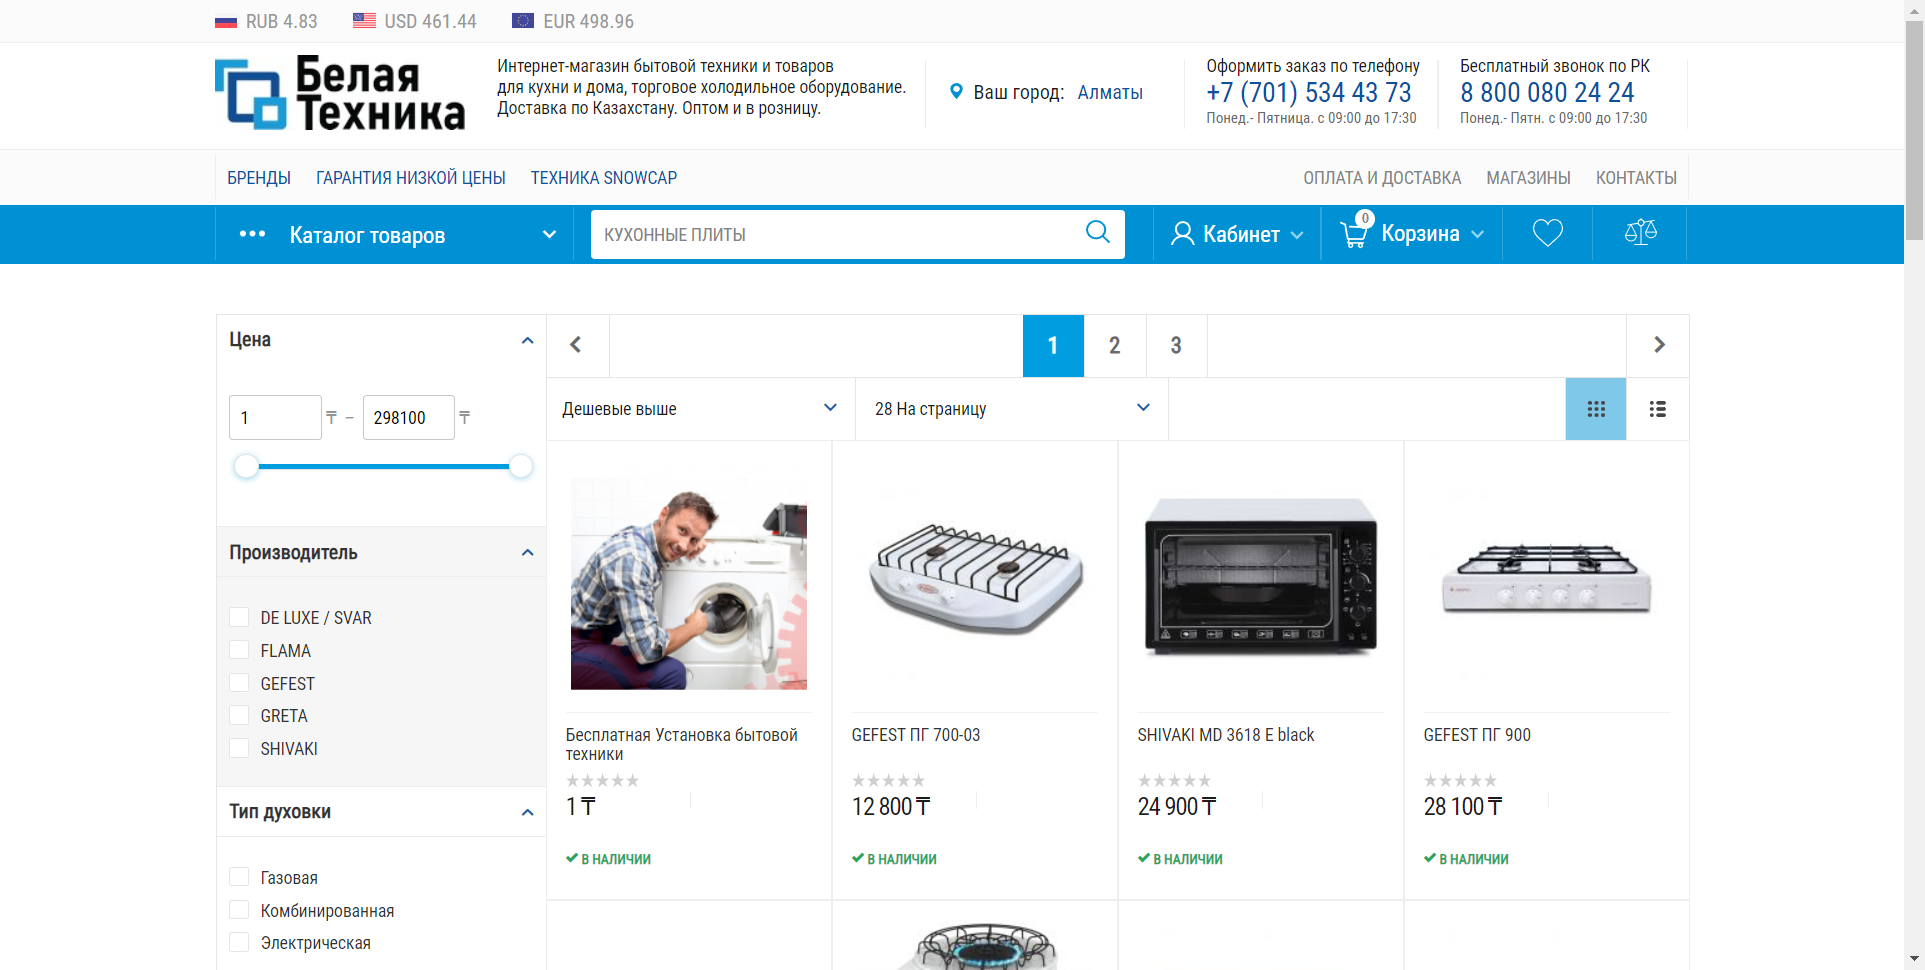 RUB 4.83 USD 461.44 EUR 498.96
Белая
Техника
Интернет-магазин бытовой техники и товаров
для кухни и дома, торговое холодильное оборудование.
Доставка по Казахстану. Оптом и в розницу.
Ваш город: Алматы
Оформить заказ по телефону
+7 (701) 534 43 73
Понед.- Пятница. с 09:00 до 17:30
Бесплатный звонок по РК
8 800 080 24 24
Понед.- Пятн. с 09:00 до 17:30
БРЕНДЫ ГАРАНТИЯ НИЗКОЙ ЦЕНЫ ТЕХНИКА SNOWCAP ОПЛАТА И ДОСТАВКА МАГАЗИНЫ КОНТАКТЫ
Каталог товаров КУХОННЫЕ ПЛИТЫ Кабинет 0 Корзина
Цена
1 ₸ – 298100 ₸
Производитель
DE LUXE / SVAR
FLAMA
GEFEST
GRETA
SHIVAKI
Тип духовки
Газовая
Комбинированная
Электрическая
1 2 3
Дешевые выше 28 На страницу
Бесплатная Установка бытовой
техники
1 ₸
В НАЛИЧИИ
GEFEST ПГ 700-03
12 800 ₸
В НАЛИЧИИ
SHIVAKI MD 3618 E black
24 900 ₸
В НАЛИЧИИ
GEFEST ПГ 900
28 100 ₸
В НАЛИЧИИ